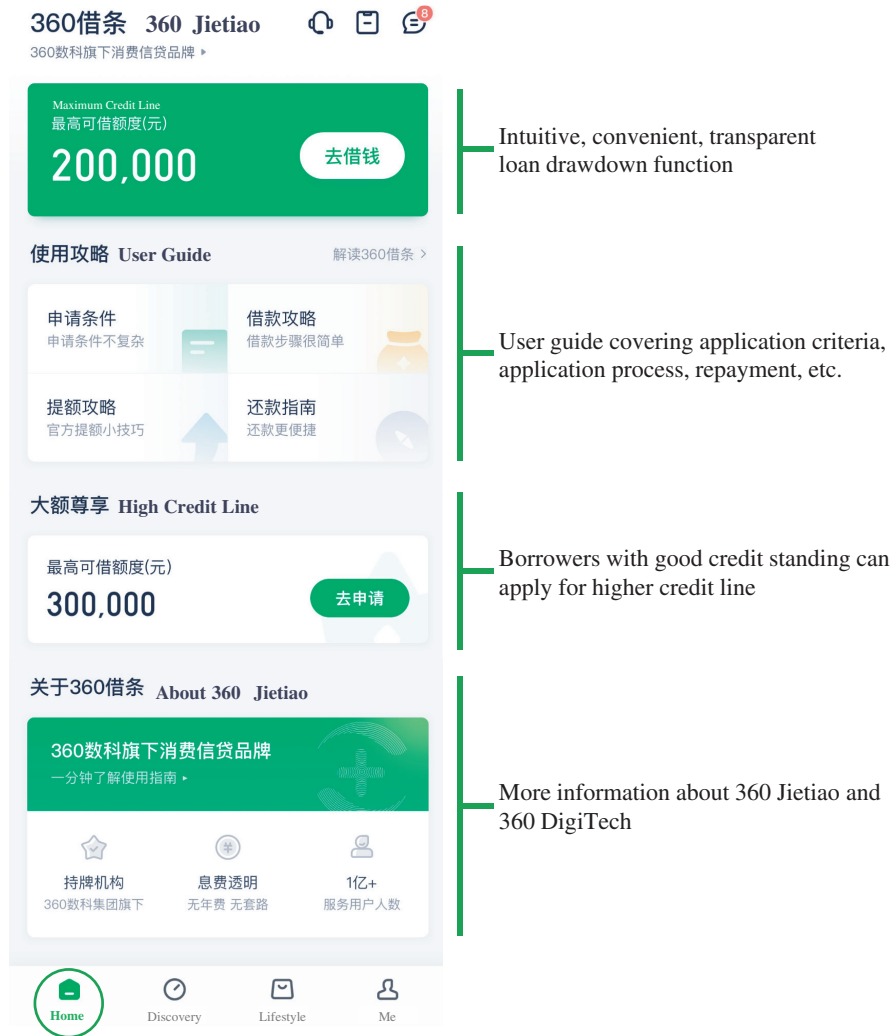 360借条 360 Jietiao
8
360数科旗下消费信贷品牌
Maximum Credit Line
最高可借额度(元)
200,000
去借钱
Intuitive, convenient, transparent
loan drawdown function
使用攻略 User Guide
解读360借条
申请条件
申请条件不复杂
借款攻略
借款步骤很简单
提额攻略
官方提额小技巧
还款指南
还款更便捷
User guide covering application criteria,
application process, repayment, etc.
大额尊享 High Credit Line
最高可借额度(元)
300,000
去申请
Borrowers with good credit standing can
apply for higher credit line
关于360借条 About 360 Jietiao
360数科旗下消费信贷品牌
一分钟了解使用指南
持牌机构
360数科集团旗下
息费透明
无年费 无套路
1亿+
服务用户人数
More information about 360 Jietiao and
360 DigiTech
Home
Discovery
Lifestyle
Me